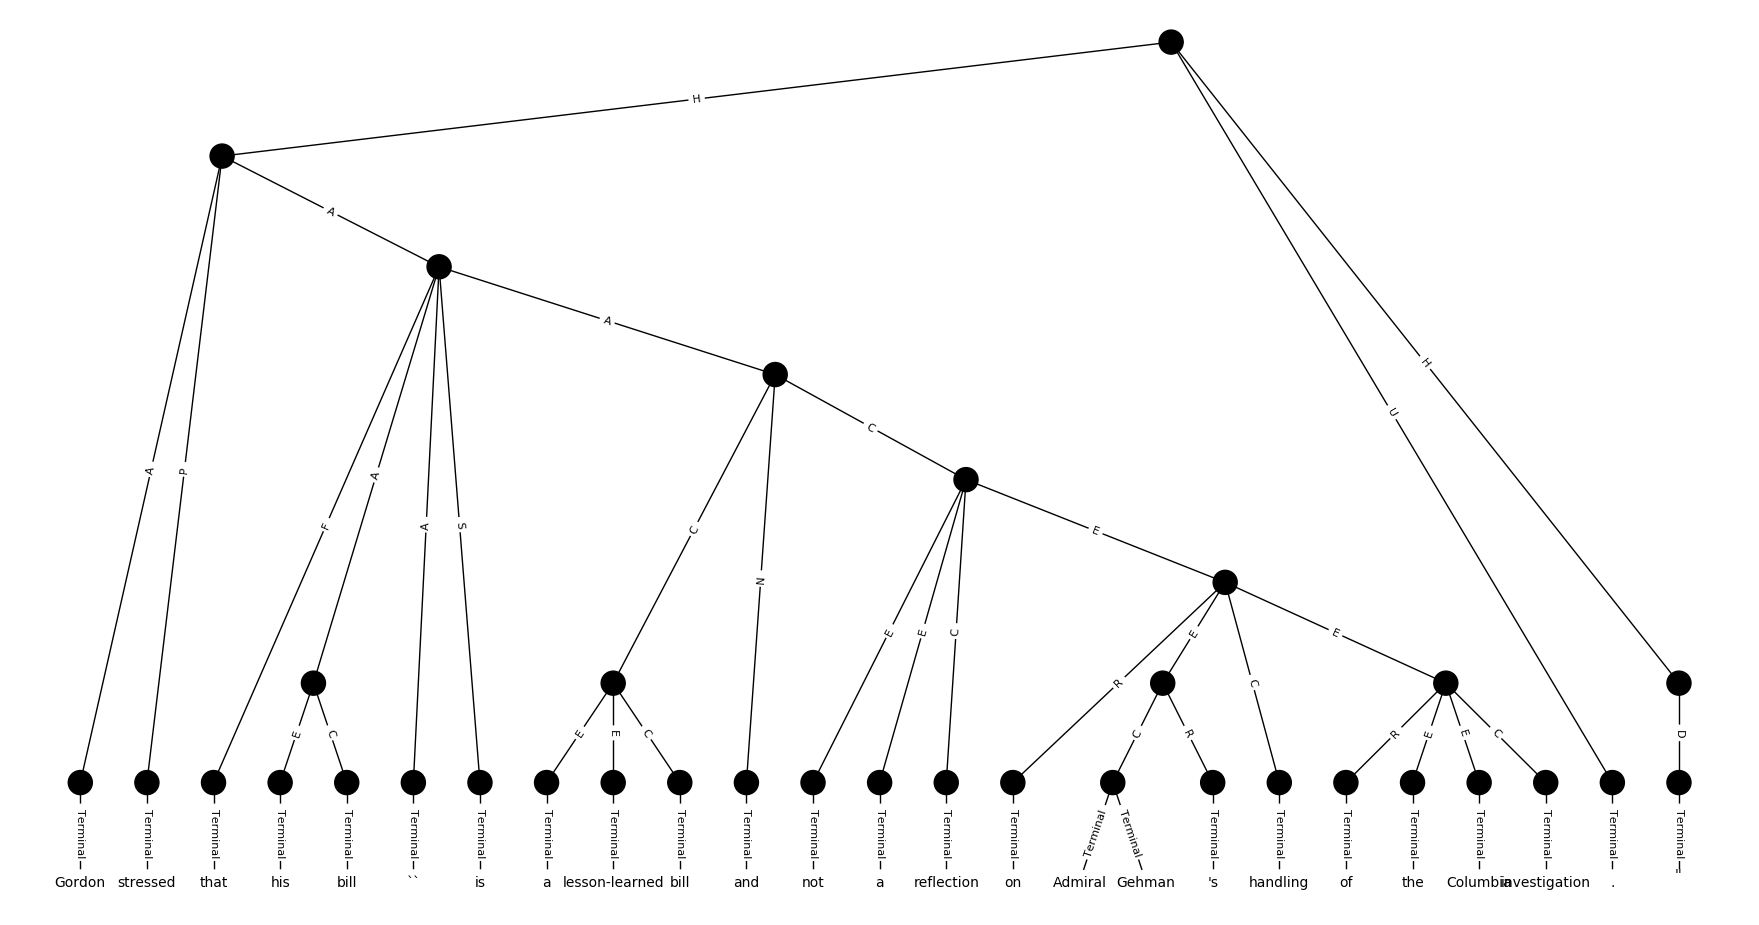 H
A
A
H
U
C
A
P
F
A
A
S
C
N
E
E
E
C
E
R
E
C
E
C
E
E
C
C
R
R
E
E
C
D
Terminal Terminal Terminal Terminal Terminal Terminal Terminal Terminal Terminal Terminal Terminal Terminal Terminal Terminal Terminal Terminal Terminal Terminal Terminal Terminal Terminal Terminal Terminal Terminal Terminal
Gordon stressed that his bill `` is a lesson-learned bill and not a reflection on Admiral Gehman 's handling of the Columbia investigation . "